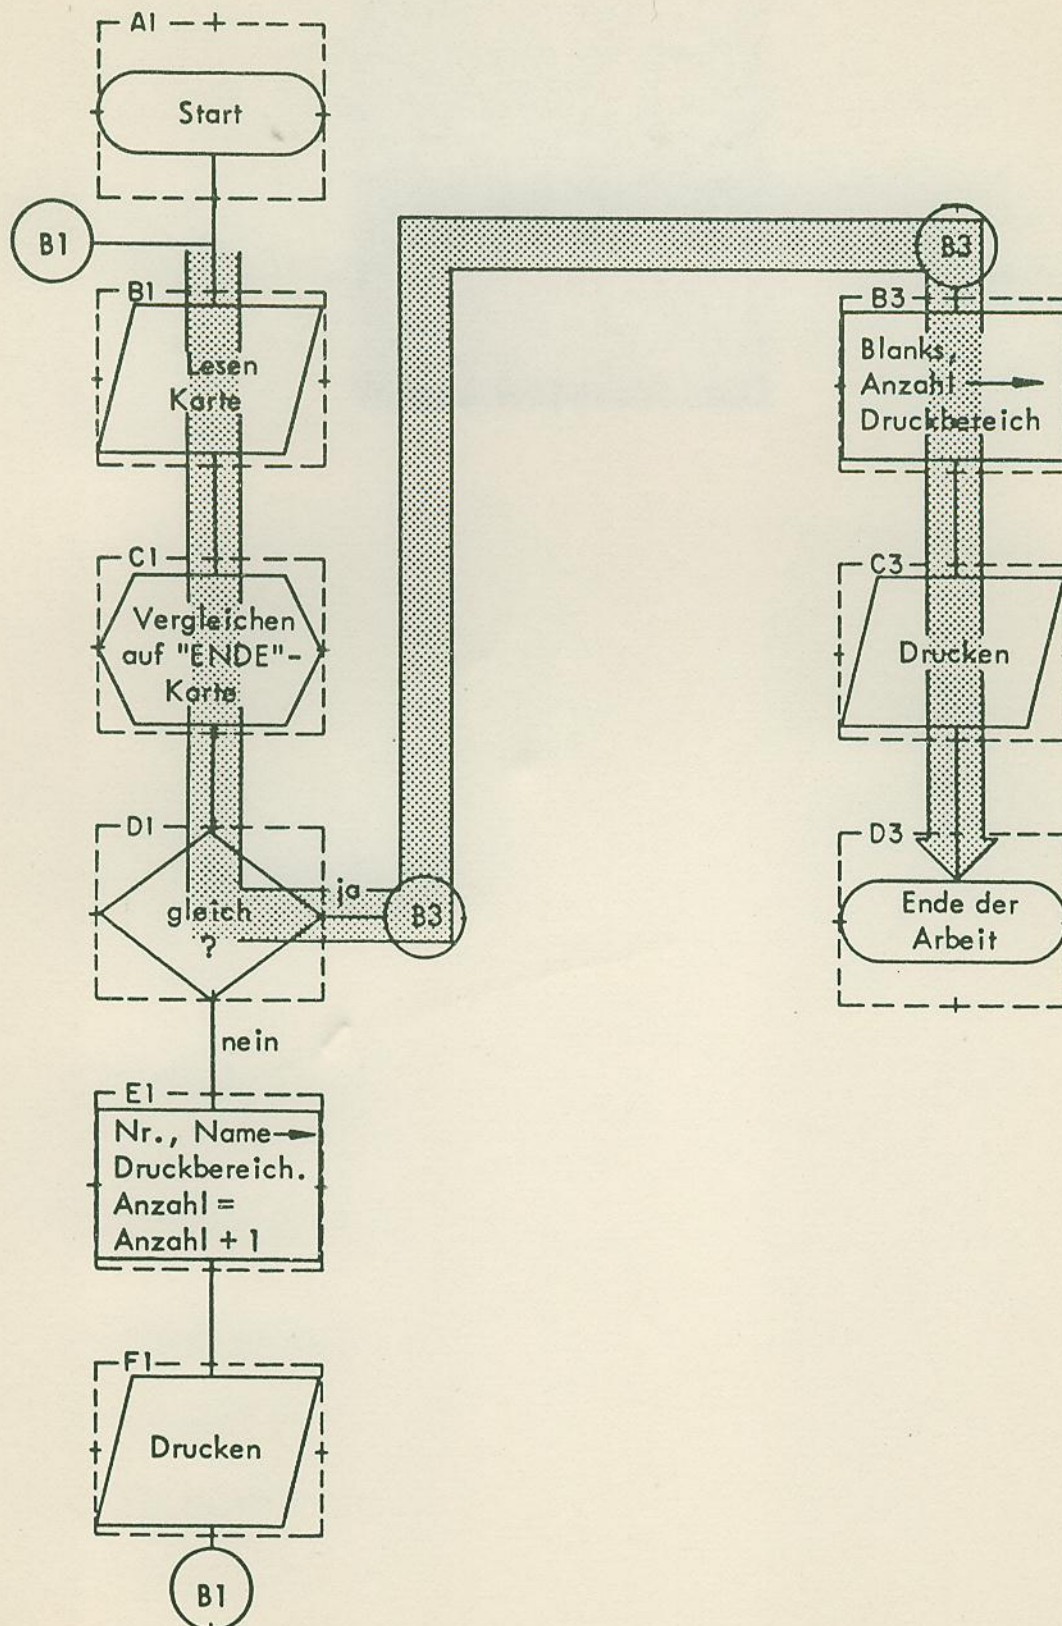 A1
Start
B1
B1
Lesen
Karte
C1
Vergleichen
auf "ENDE"-
Karte
D1
gleich
?
ja
B3
nein
E1
Nr., Name→
Druckbereich.
Anzahl =
Anzahl + 1
F1
Drucken
B1
B3
B3
Blanks,
Anzahl →
Druckbereich
C3
Drucken
D3
Ende der
Arbeit